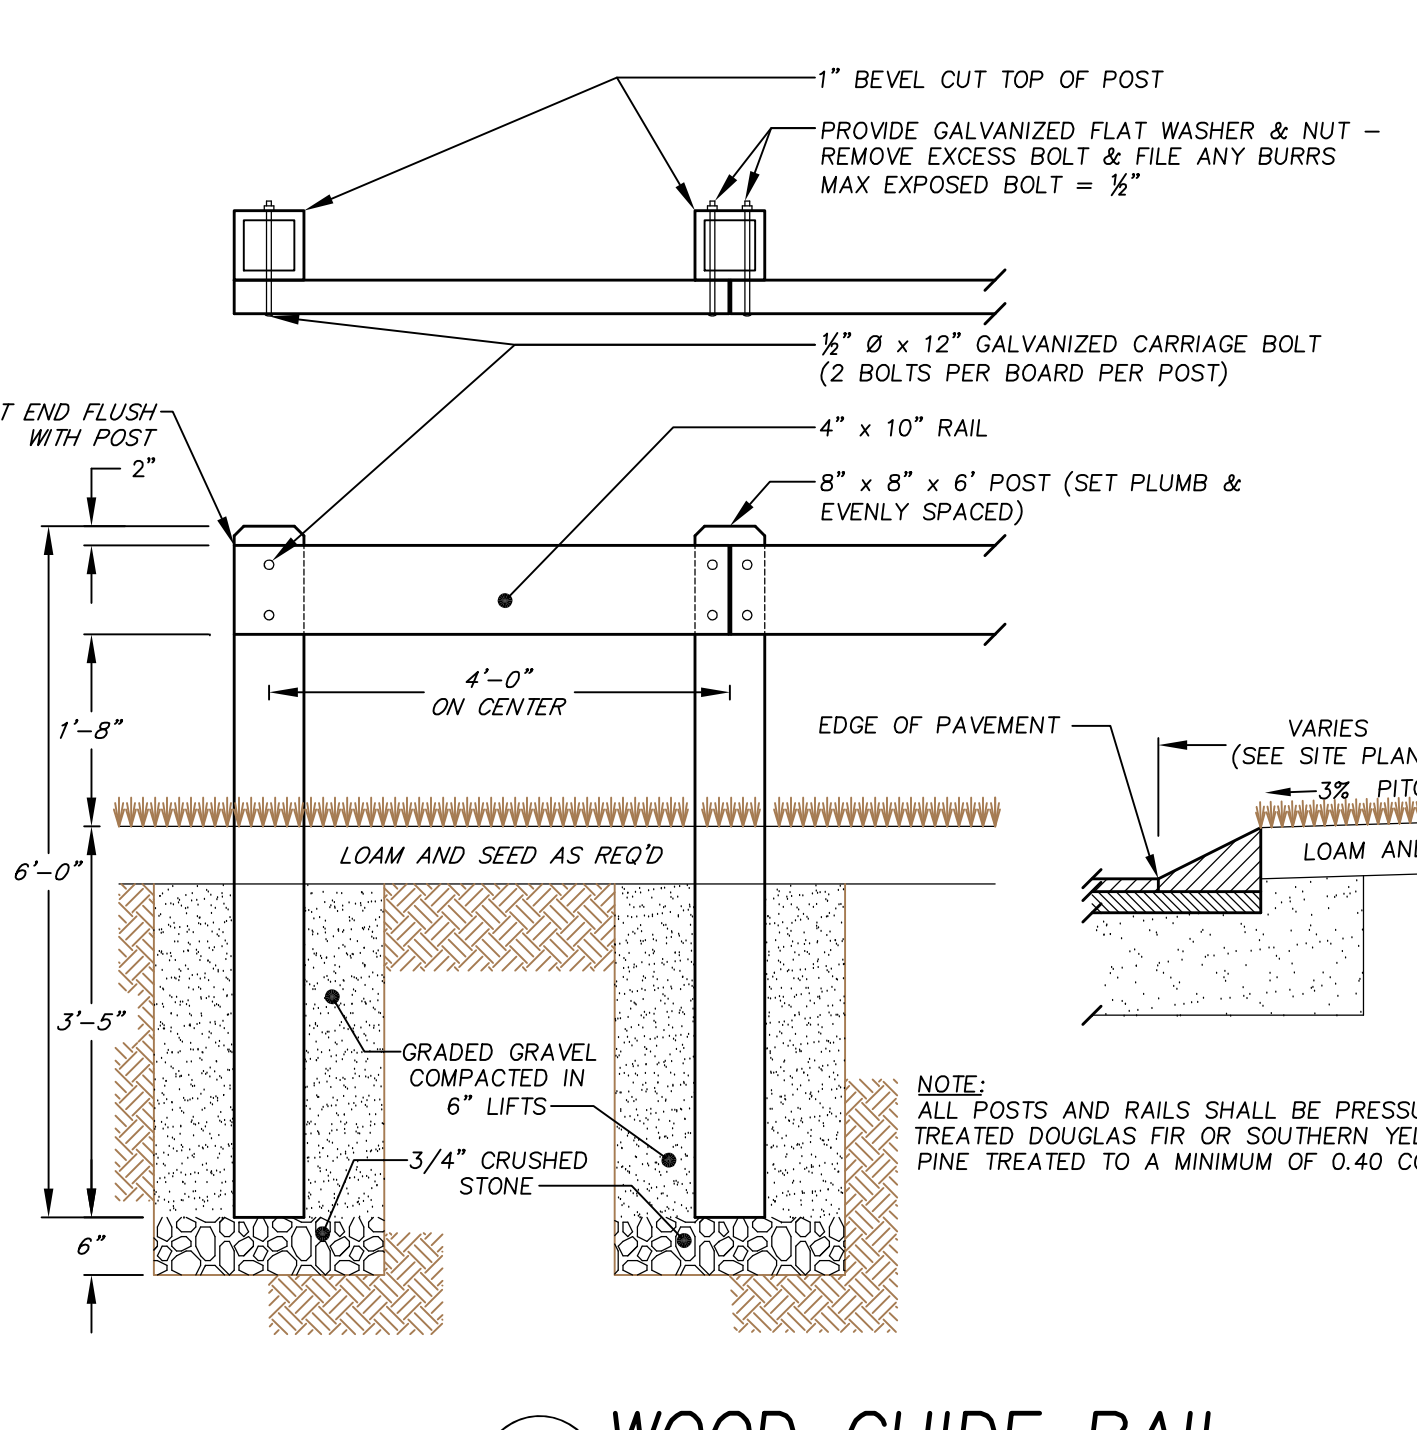 1” BEVEL CUT TOP OF POST
PROVIDE GALVANIZED FLAT WASHER & NUT –
REMOVE EXCESS BOLT & FILE ANY BURRS
MAX EXPOSED BOLT = ½”
½” Ø x 12” GALVANIZED CARRIAGE BOLT
(2 BOLTS PER BOARD PER POST)
END FLUSH
WITH POST
2”
4” x 10” RAIL
8” x 8” x 6’ POST (SET PLUMB &
EVENLY SPACED)
4’–0”
ON CENTER
1’–8”
6’–0”
3’–5”
6”
LOAM AND SEED AS REQ’D
GRADED GRAVEL
COMPACTED IN
6” LIFTS
3/4” CRUSHED
STONE
EDGE OF PAVEMENT
VARIES
(SEE SITE PLAN
3%
LOAM
NOTE:
ALL POSTS AND RAILS SHALL BE
TREATED DOUGLAS FIR OR SOUTHERN
PINE TREATED TO A MINIMUM OF 0.40
WOOD GUIDE RAIL